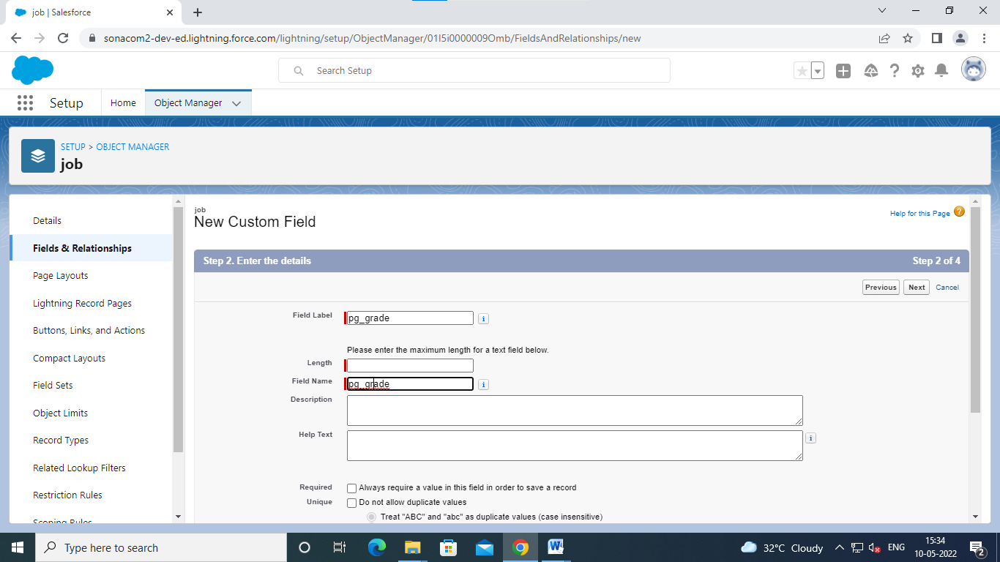 job | Salesforce
sonacom2-dev-ed.lightning.force.com/lightning/setup/ObjectManager/01I5i0000009Omb/FieldsAndRelationships/new
Search Setup
Setup
Home
Object Manager
SETUP > OBJECT MANAGER
job
Details
Fields & Relationships
Page Layouts
Lightning Record Pages
Buttons, Links, and Actions
Compact Layouts
Field Sets
Object Limits
Record Types
Related Lookup Filters
Restriction Rules
Scoping Rules
job
New Custom Field
Help for this Page
Step 2. Enter the details
Step 2 of 4
Previous
Next
Cancel
Field Label
pg_grade
Please enter the maximum length for a text field below.
Length
Field Name
pg_grade
Description
Help Text
Required
Always require a value in this field in order to save a record
Unique
Do not allow duplicate values
Treat "ABC" and "abc" as duplicate values (case insensitive)
Type here to search
32°C Cloudy
ENG
15:34
10-05-2022
2